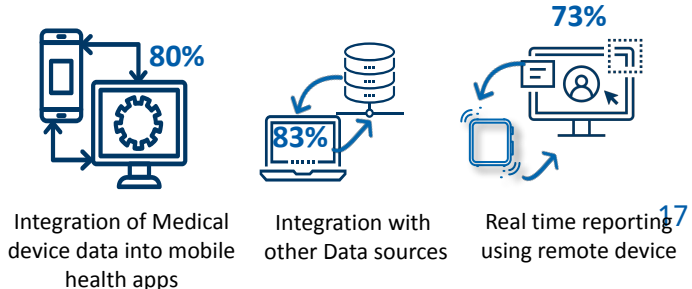 80%
Integration of Medical
device data into mobile
health apps
83%
Integration with
other Data sources
73%
Real time reporting
using remote device
17